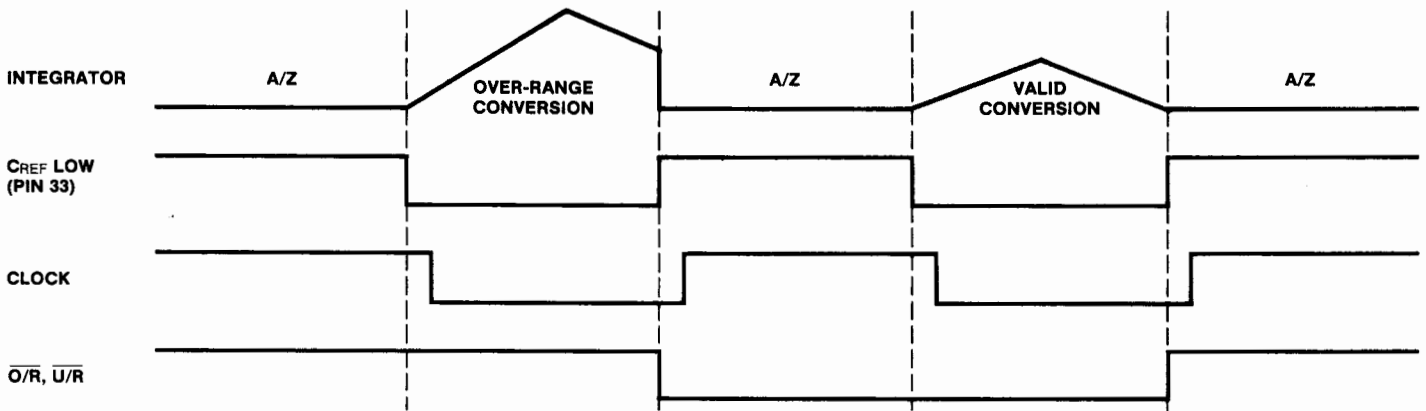 INTEGRATOR
A/Z
OVER-RANGE
CONVERSION
A/Z
VALID
CONVERSION
A/Z
CREF LOW
(PIN 33)
CLOCK
O/R, U/R